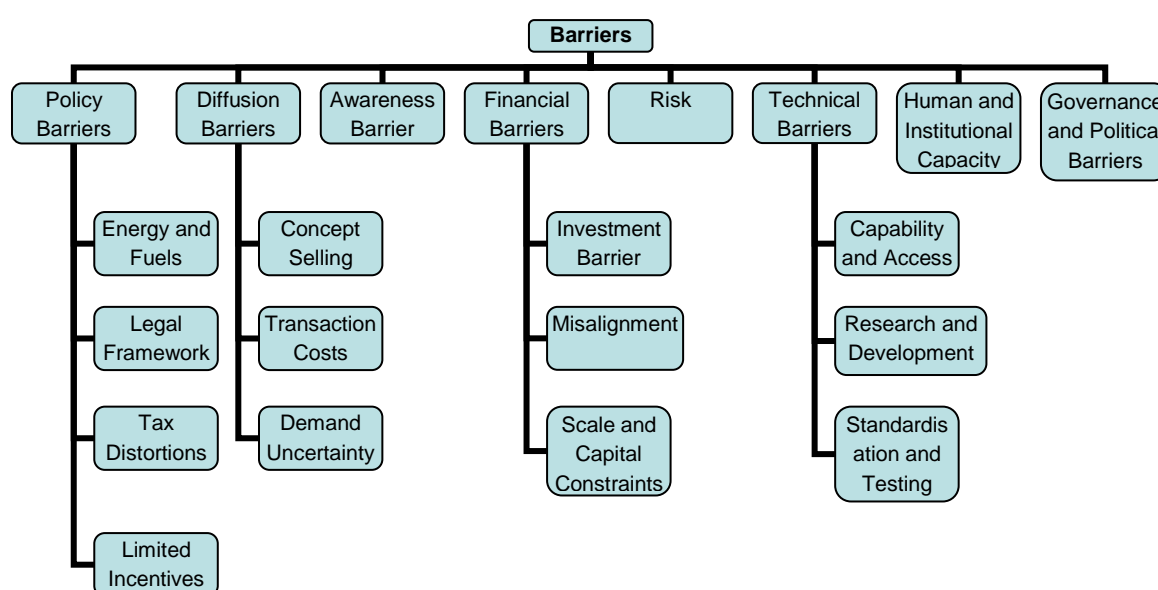 Barriers
Policy
Barriers
Diffusion
Barriers
Awareness
Barrier
Financial
Barriers
Risk
Technical
Barriers
Human and
Institutional
Capacity
Governance
and Politica
Barriers
Energy and
Fuels
Legal
Framework
Tax
Distortions
Limited
Incentives
Concept
Selling
Transaction
Costs
Demand
Uncertainty
Investment
Barrier
Misalignment
Scale and
Capital
Constraints
Capability
and Access
Research and
Development
Standardis
ation and
Testing